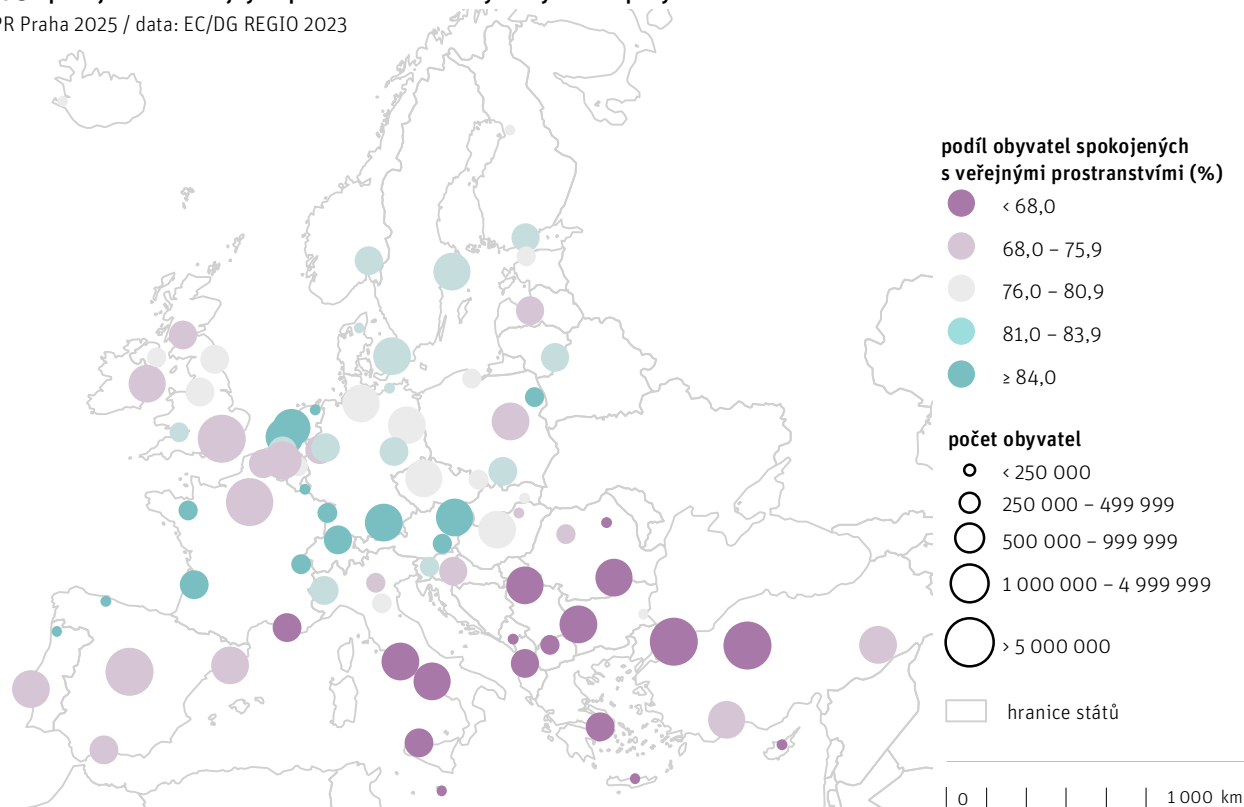 PR Praha 2025 / data: EC/DG REGIO 2023
podíl obyvatel spokojených
s veřejnými prostranstvími (%)
< 68,0
68,0 – 75,9
76,0 – 80,9
81,0 – 83,9
≥ 84,0
počet obyvatel
< 250 000
250 000 – 499 999
500 000 – 999 999
1 000 000 – 4 999 999
> 5 000 000
hranice států
0 1 000 km